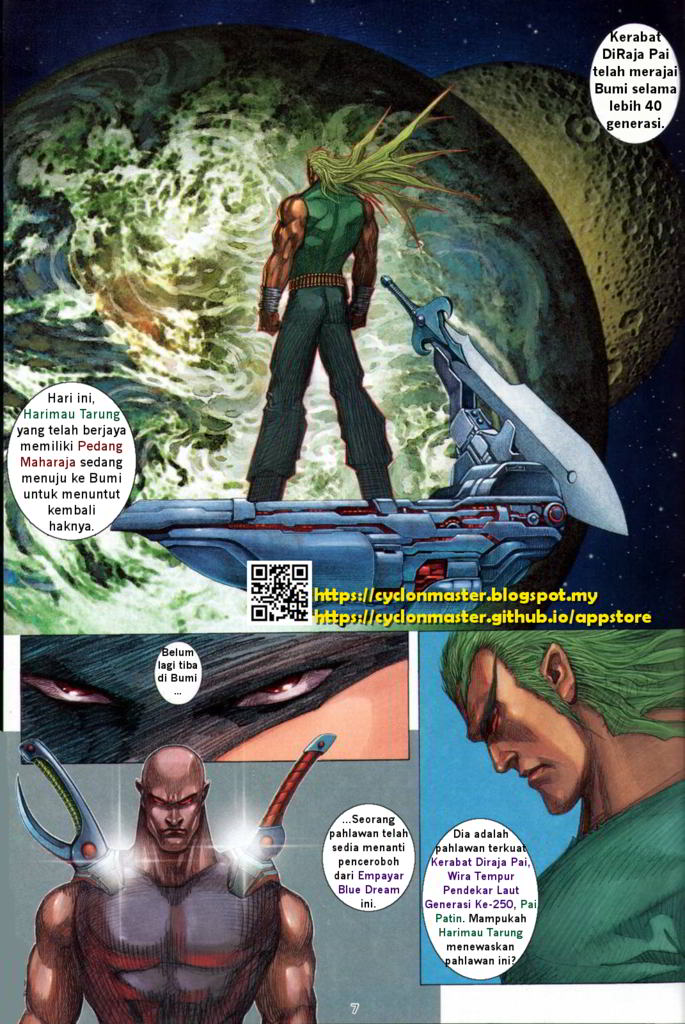 Kerabat
DiRaja Pai
telah merajai
Bumi selama
lebih 40
generasi.
Hari ini,
Harimau Tarung
yang telah berjaya
memiliki Pedang
Maharaja sedang
menuju ke Bumi
untuk menuntut
kembali
haknya.
https://cyclonmaster.blogspot.my
https://cyclonmaster.github.io/appstore
Belum
lagi tiba
di Bumi
...
...Seorang
pahlawan telah
sedia menanti
penceroboh
dari Empayar
Blue Dream
ini.
Dia adalah
pahlawan terkuat
Kerabat Diraja Pai,
Wira Tempur
Pendekar Laut
Generasi Ke-250, Pai
Patin. Mampukah
Harimau Tarung
menewaskan
pahlawan ini?
7